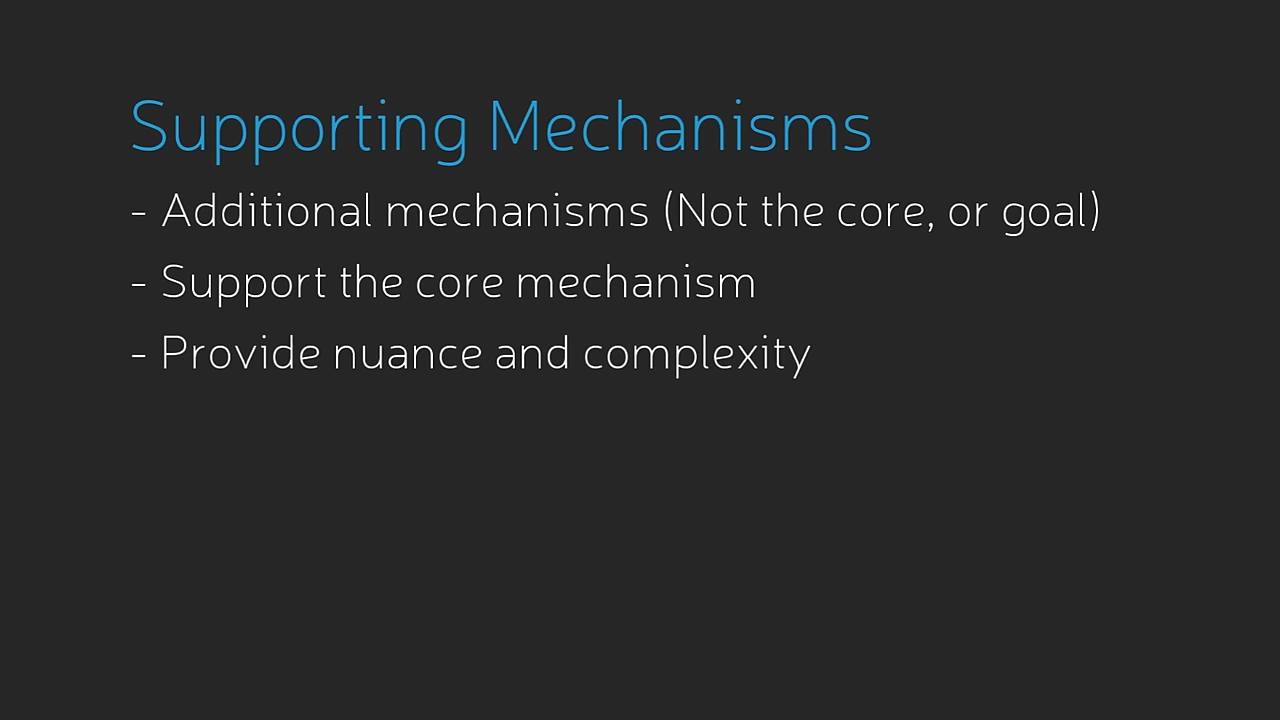 Supporting Mechanisms
- Additional mechanisms (Not the core, or goal)
- Support the core mechanism
- Provide nuance and complexity